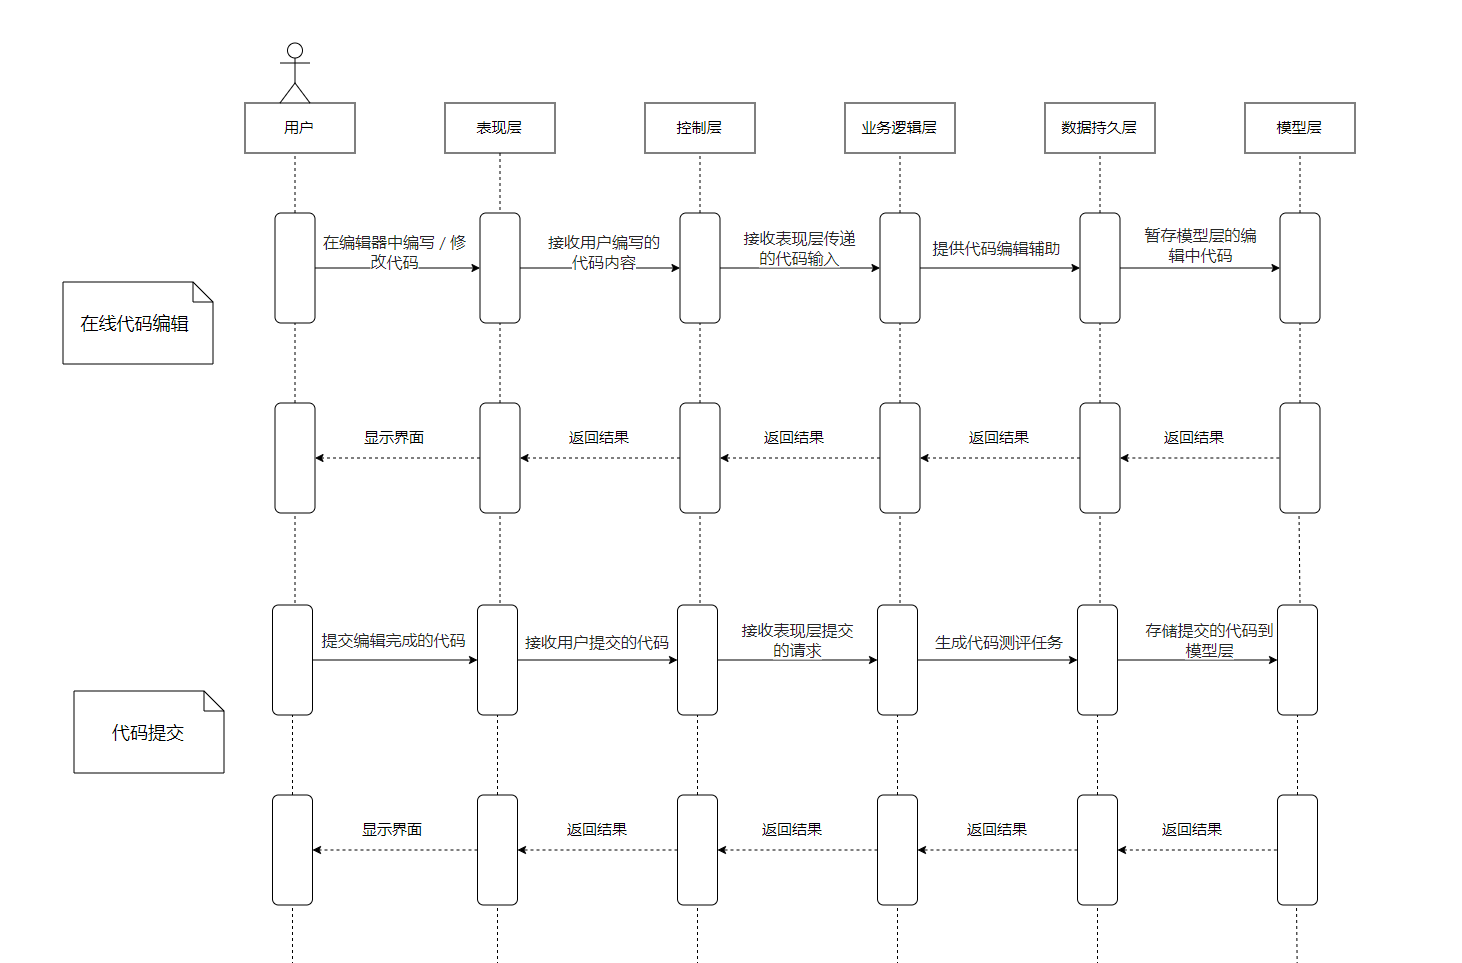 用户
表现层
控制层
业务逻辑层
数据持久层
模型层
在编辑器中编写 / 修
改代码
接收用户编写的
代码内容
接收表现层传递
的代码输入
提供代码编辑辅助
暂存模型层的编
辑中代码
在线代码编辑
显示界面
返回结果
返回结果
返回结果
返回结果
提交编辑完成的代码
接收用户提交的代码
接收表现层提交
的请求
生成代码测评任务
存储提交的代码到
模型层
代码提交
显示界面
返回结果
返回结果
返回结果
返回结果